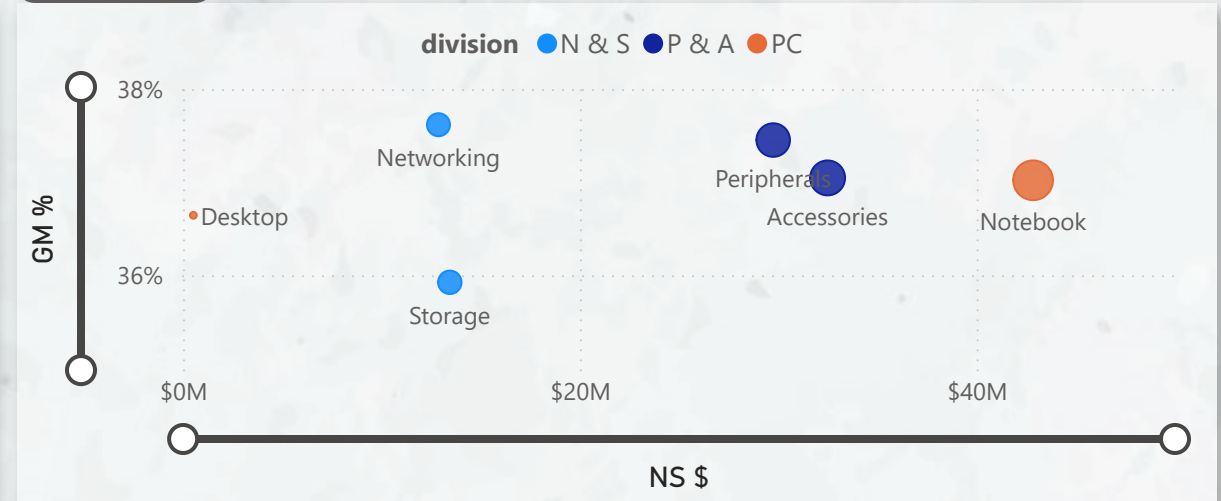 division N & S P & A PC
38%
Networking
Peripherals
Desktop
Accessories
Notebook
GM %
36%
Storage
$0M $20M $40M
NS $